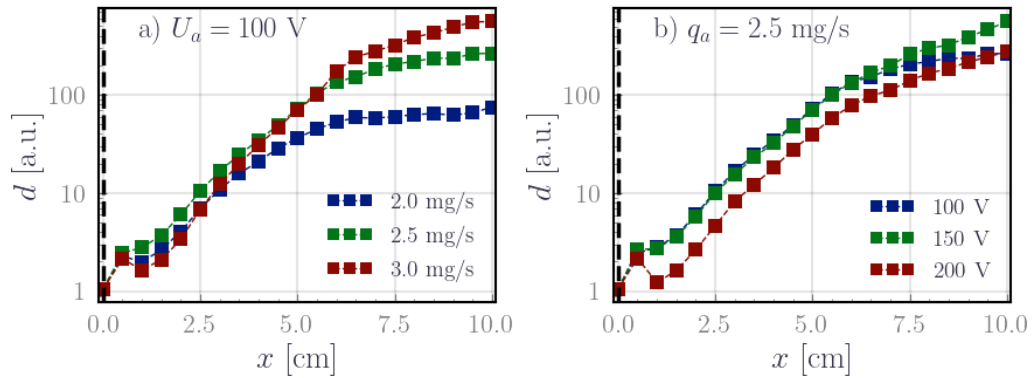 a) U_a = 100 V
d [a.u.]
100
10
1
2.0 mg/s
2.5 mg/s
3.0 mg/s
0.0 2.5 5.0 7.5 10.0
x [cm]
b) q_a = 2.5 mg/s
d [a.u.]
100
10
1
100 V
150 V
200 V
0.0 2.5 5.0 7.5 10.0
x [cm]